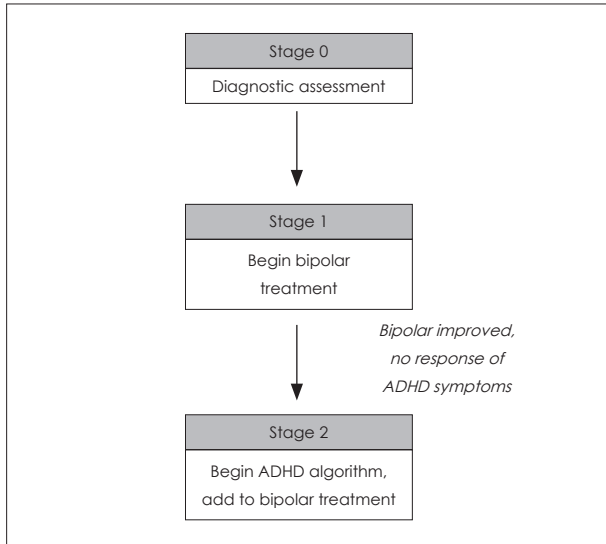 Stage 0
Diagnostic assessment
Stage 1
Begin bipolar
treatment
Bipolar improved,
no response of
ADHD symptoms
Stage 2
Begin ADHD algorithm,
add to bipolar treatment